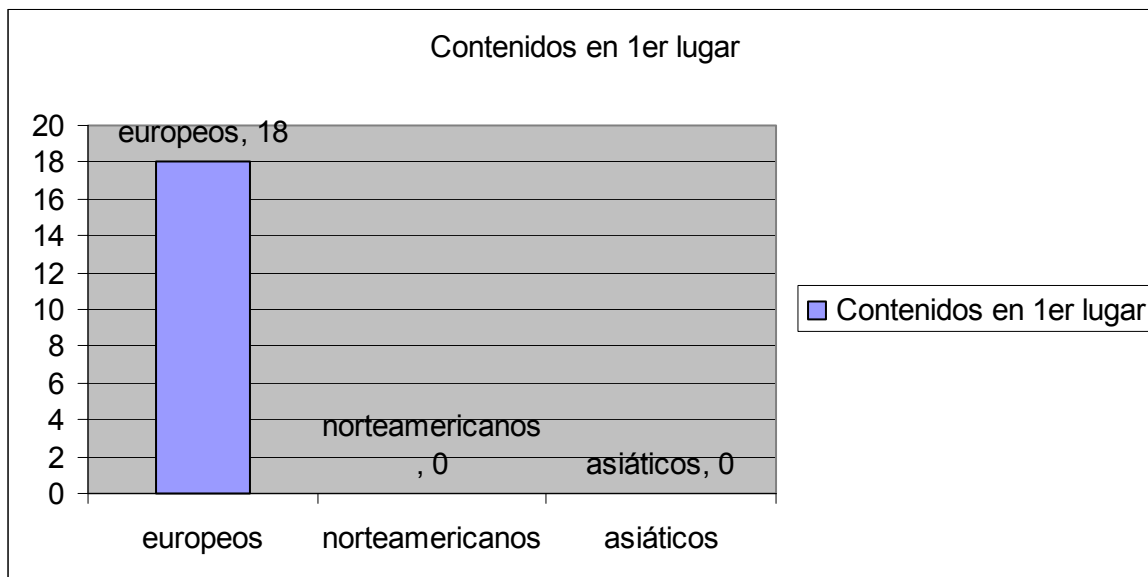 Contenidos en 1er lugar
20
18
16
14
12
10
8
6
4
2
0
europeos, 18
norteamericanos
, 0
asiáticos, 0
europeos
norteamericanos
asiáticos
Contenidos en 1er lugar